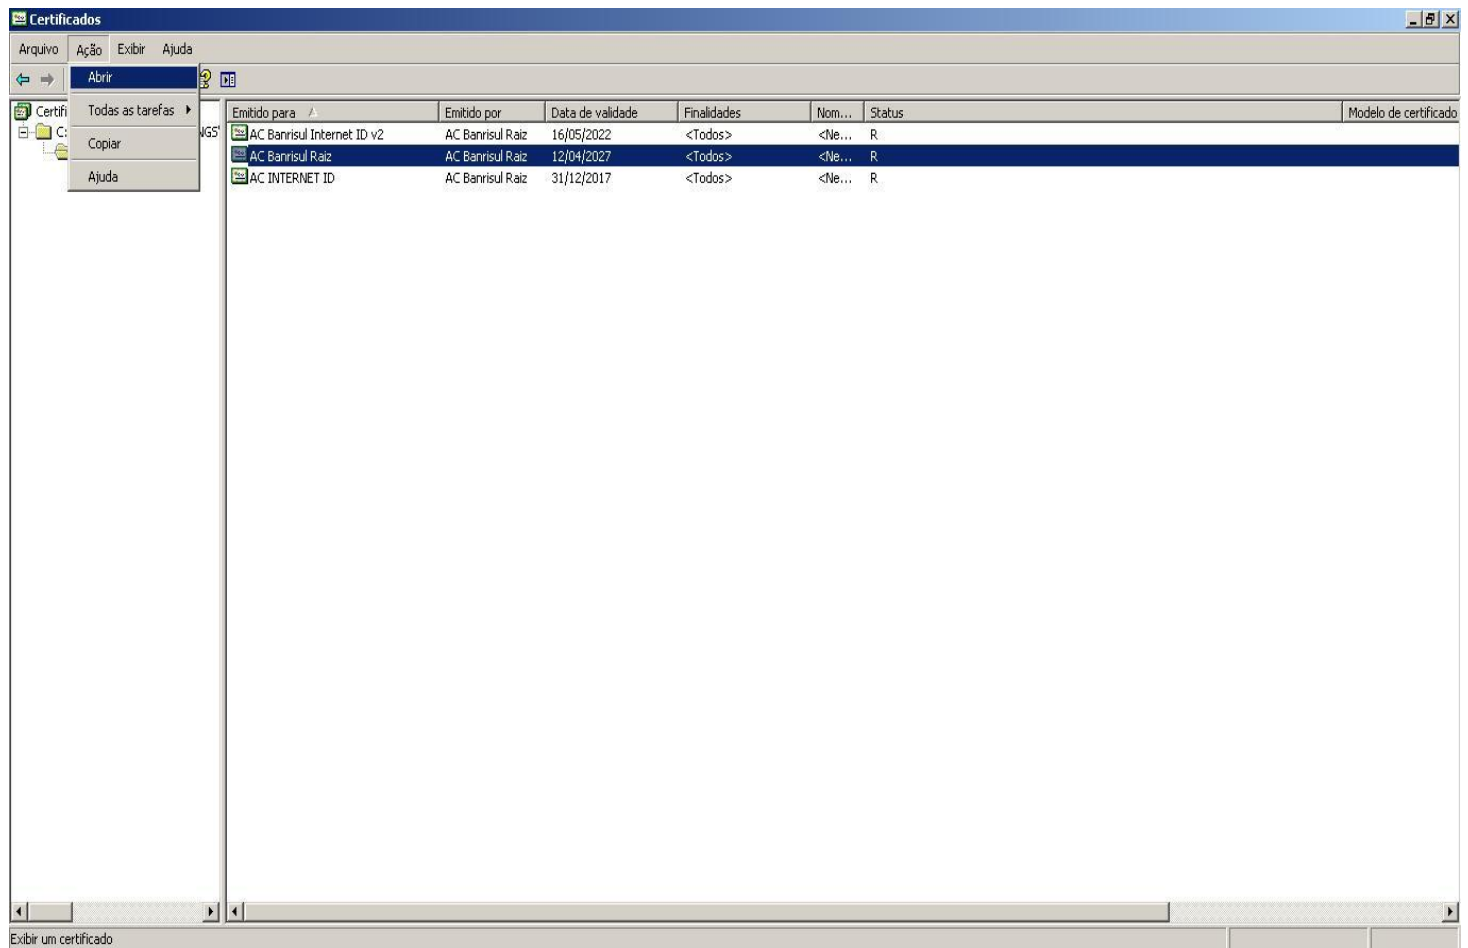 Certificados
Arquivo Ação Exibir Ajuda
Abrir
Todas as tarefas
Copiar
Ajuda
Certifi
C: NGS'
Emitido para Emitido por Data de validade Finalidades Nom... Status Modelo de certificado
AC Banrisul Internet ID v2 AC Banrisul Raiz 16/05/2022 <Todos> <Ne... R
AC Banrisul Raiz AC Banrisul Raiz 12/04/2027 <Todos> <Ne... R
AC INTERNET ID AC Banrisul Raiz 31/12/2017 <Todos> <Ne... R
Exibir um certificado